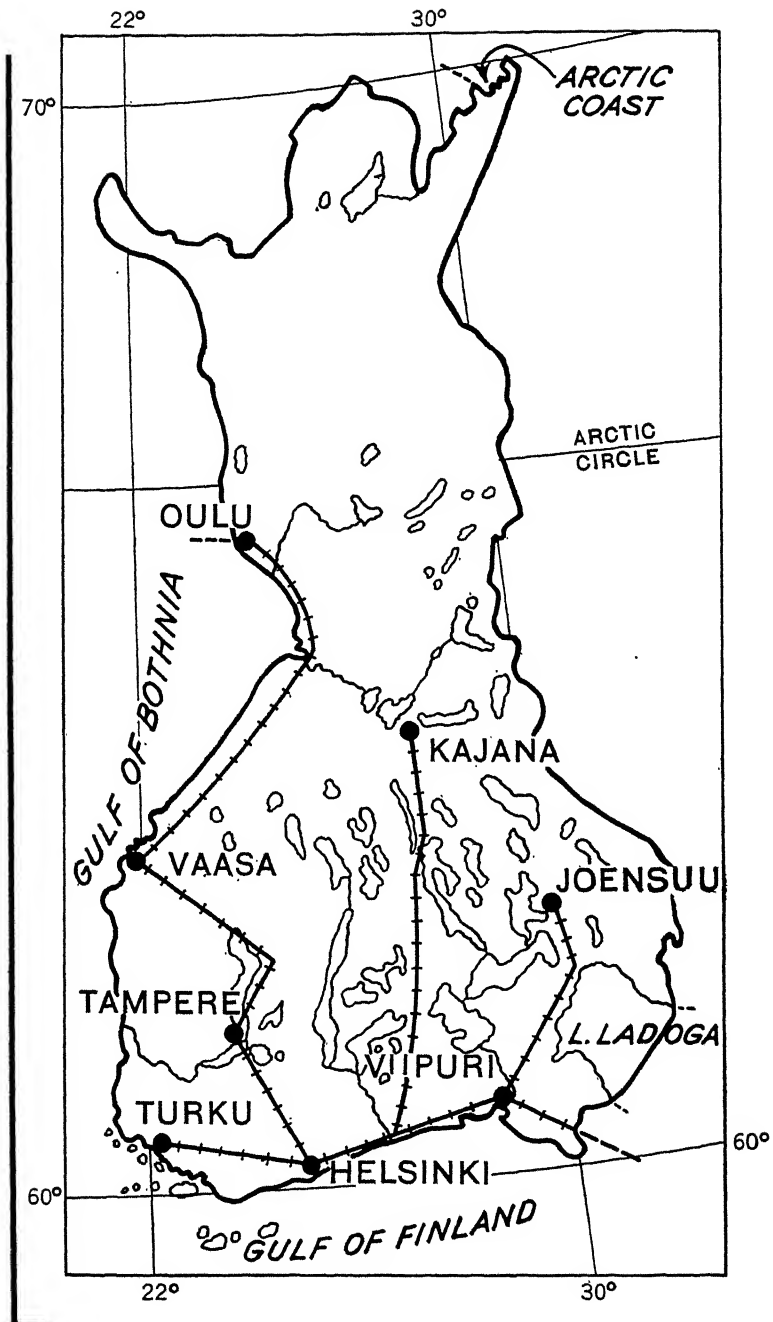 22°
30°
ARCTIC
COAST
70°
ARCTIC
CIRCLE
OULU
GULF OF BOTHNIA
KAJANA
VAASA
JOENSUU
TAMPERE
L. LADOGA
VIIPURI
TURKU
60°
HELSINKI
60°
GULF OF FINLAND
22°
30°